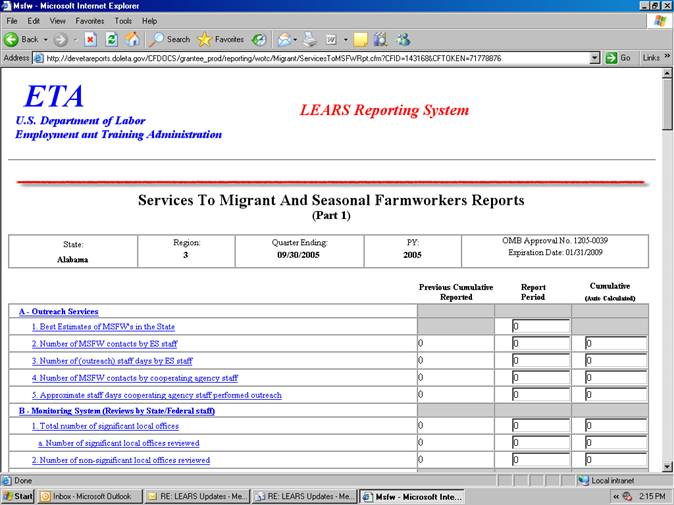 Msfw - Microsoft Internet Explorer
File Edit View Favorites Tools Help
Back Search Favorites
Address http://devetareports.doleta.gov/CFDOCS/grantee_prod/reporting/wotc/Migrant/ServicesToMSFWRpt.cfm?CFID=143168&CFTOKEN=71778876 Go Links »
ETA
U.S. Department of Labor
Employment ant Training Administration
LEARS Reporting System
Services To Migrant And Seasonal Farmworkers Reports
(Part 1)
State: Region: Quarter Ending: PY: OMB Approval No. 1205-0039
Alabama 3 09/30/2005 2005 Expiration Date: 01/31/2009
Previous Cumulative Report Cumulative
Reported Period (Auto Calculated)
A - Outreach Services
1. Best Estimates of MSFW's in the State 0
2. Number of MSFW contacts by ES staff 0 0 0
3. Number of (outreach) staff days by ES staff 0 0 0
4. Number of MSFW contacts by cooperating agency staff 0 0 0
5. Approximate staff days cooperating agency staff performed outreach 0 0 0
B - Monitoring System (Reviews by State/Federal staff)
1. Total number of significant local offices 0 0 0
a. Number of significant local offices reviewed 0 0 0
2. Number of non-significant local offices reviewed 0 0 0
Done Local intranet
Start Inbox - Microsoft Outlook RE: LEARS Updates - Me... RE: LEARS Updates - Me... Msfw - Microsoft Inte... « 2:15 PM